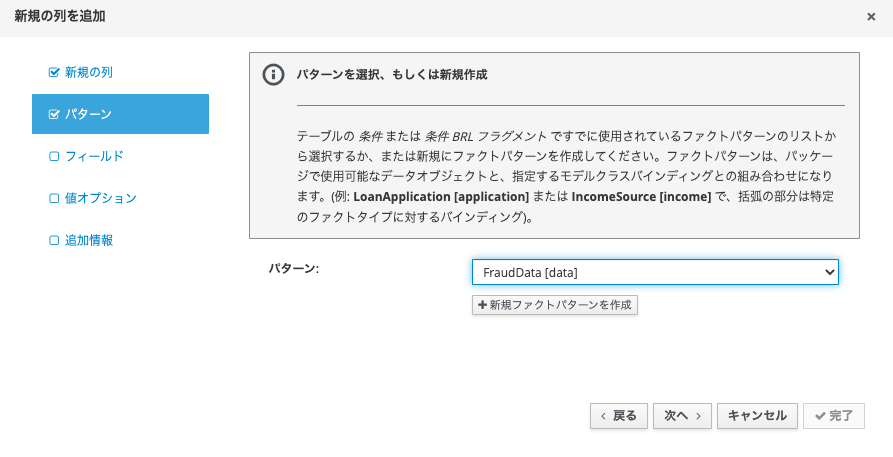 新規の列を追加
×
新規の列
パターン
フィールド
値オプション
追加情報
パターンを選択、もしくは新規作成
テーブルの 条件 または 条件 BRL フラグメント ですでに使用されているファクトパターンのリストか
ら選択するか、または新規にファクトパターンを作成してください。ファクトパターンは、パッケー
ジで使用可能なデータオブジェクトと、指定するモデルクラスバインディングとの組み合わせになり
ます。(例: LoanApplication [application] または IncomeSource [income] で、括弧の部分は特定
のファクトタイプに対するバインディング)。
パターン:
FraudData [data]
+ 新規ファクトパターンを作成
‹ 戻る
次へ ›
キャンセル
✔ 完了